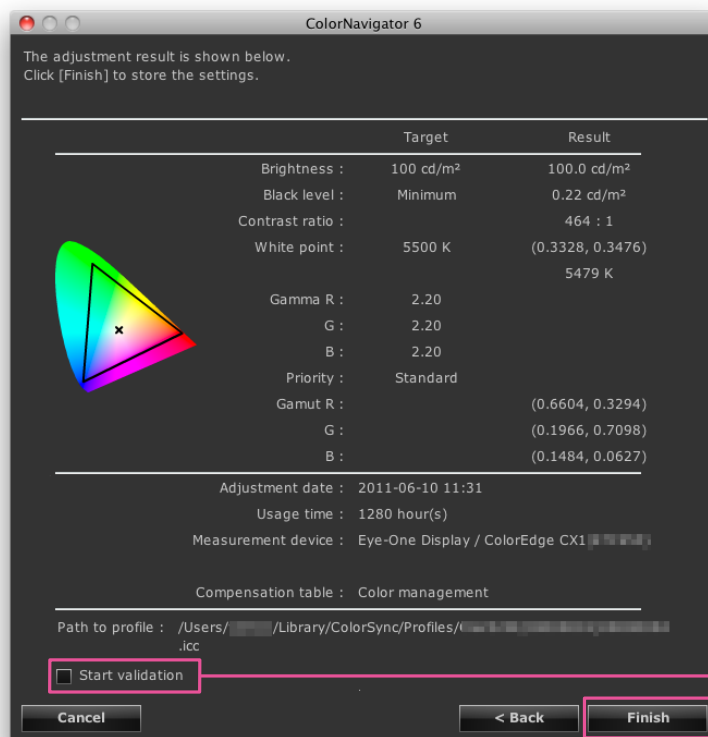 ColorNavigator 6
The adjustment result is shown below.
Click [Finish] to store the settings.
Target Result
Brightness : 100 cd/m² 100.0 cd/m²
Black level : Minimum 0.22 cd/m²
Contrast ratio : 464 : 1
White point : 5500 K (0.3328, 0.3476)
5479 K
Gamma R : 2.20
G : 2.20
B : 2.20
Priority : Standard
Gamut R : (0.6604, 0.3294)
G : (0.1966, 0.7098)
B : (0.1484, 0.0627)
Adjustment date : 2011-06-10 11:31
Usage time : 1280 hour(s)
Measurement device : Eye-One Display / ColorEdge CX1
Compensation table : Color management
Path to profile : /Users/ /Library/ColorSync/Profiles/
.icc
Start validation
Cancel < Back Finish